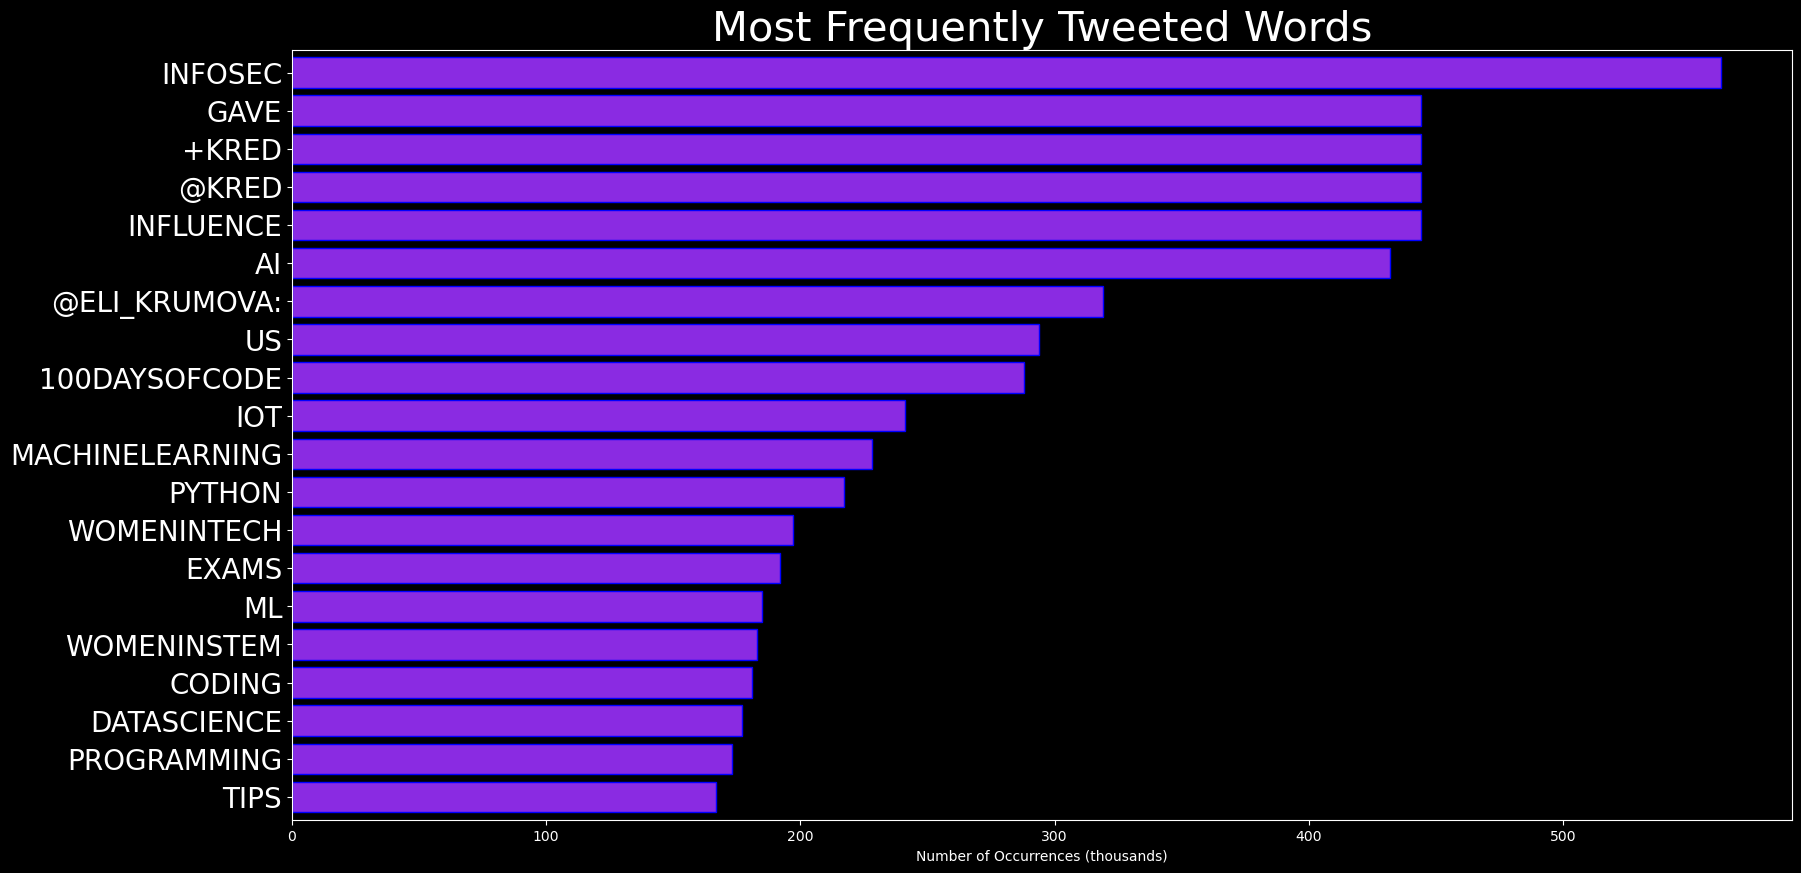 Most Frequently Tweeted Words
INFOSEC
GAVE
+KRED
@KRED
INFLUENCE
AI
@ELI_KRUMOVA:
US
100DAYSOFCODE
IOT
MACHINELEARNING
PYTHON
WOMENINTECH
EXAMS
ML
WOMENINSTEM
CODING
DATASCIENCE
PROGRAMMING
TIPS
0 100 200 300 400 500
Number of Occurrences (thousands)